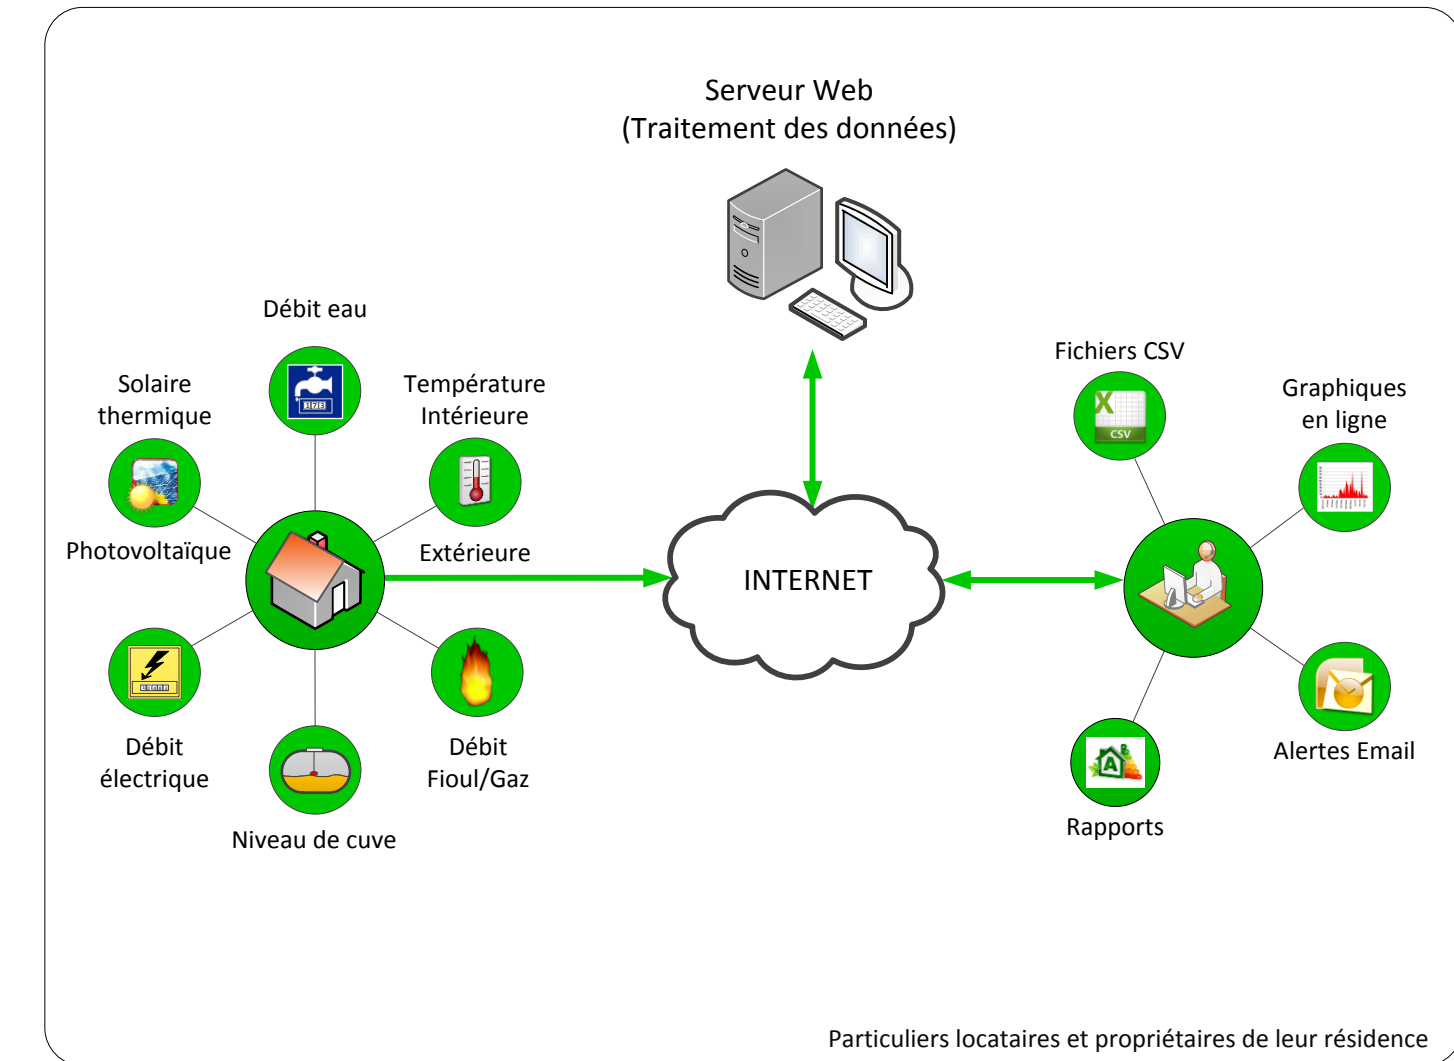 Serveur Web
(Traitement des données)
Débit eau
Solaire
thermique
Température
Intérieure
Photovoltaïque
Extérieure
Débit
électrique
Débit
Fioul/Gaz
Niveau de cuve
INTERNET
Fichiers CSV
X
CSV
Graphiques
en ligne
Alertes Email
A
Rapports
Particuliers locataires et propriétaires de leur résidence